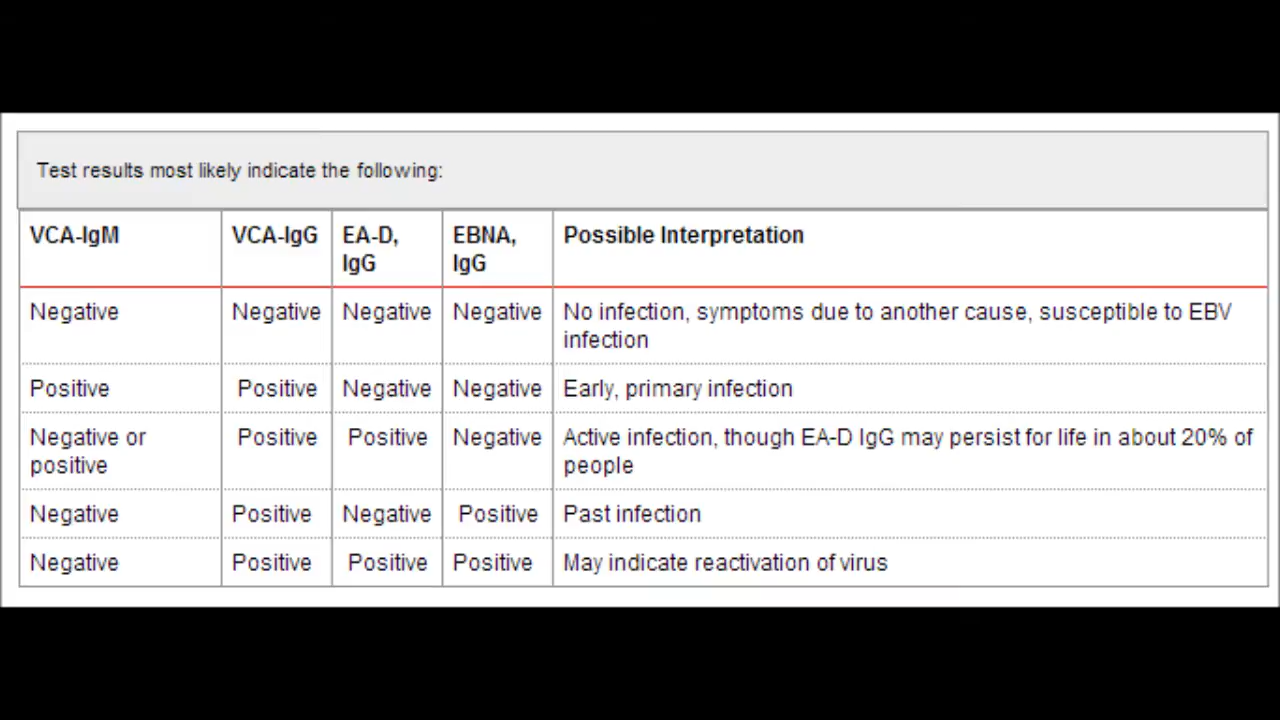 Test results most likely indicate the following:
VCA-IgM VCA-IgG EA-D, IgG EBNA, IgG Possible Interpretation
Negative Negative Negative Negative No infection, symptoms due to another cause, susceptible to EBV infection
Positive Positive Negative Negative Early, primary infection
Negative or positive Positive Positive Negative Active infection, though EA-D IgG may persist for life in about 20% of people
Negative Positive Negative Positive Past infection
Negative Positive Positive Positive May indicate reactivation of virus